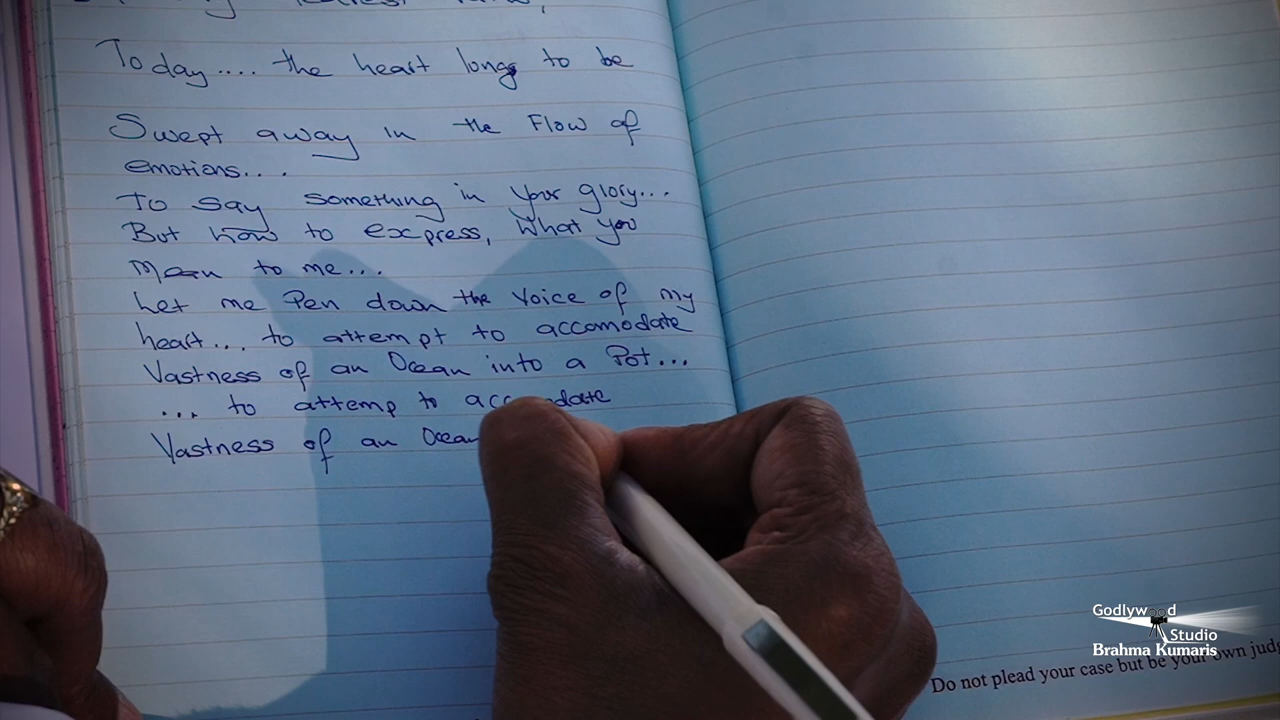 Today.... the heart longs to be
Swept away in the Flow of
emotions....
To say something in your glory...
But how to express, What you
Mean to me...
Let me Pen down the Voice of my
heart... to attempt to accomodate
Vastness of an Ocean into a Pot...
... to attemp to
Vastness of an Ocean
Godlywood
Studio
Brahma Kumaris
Do not plead your case but be your own